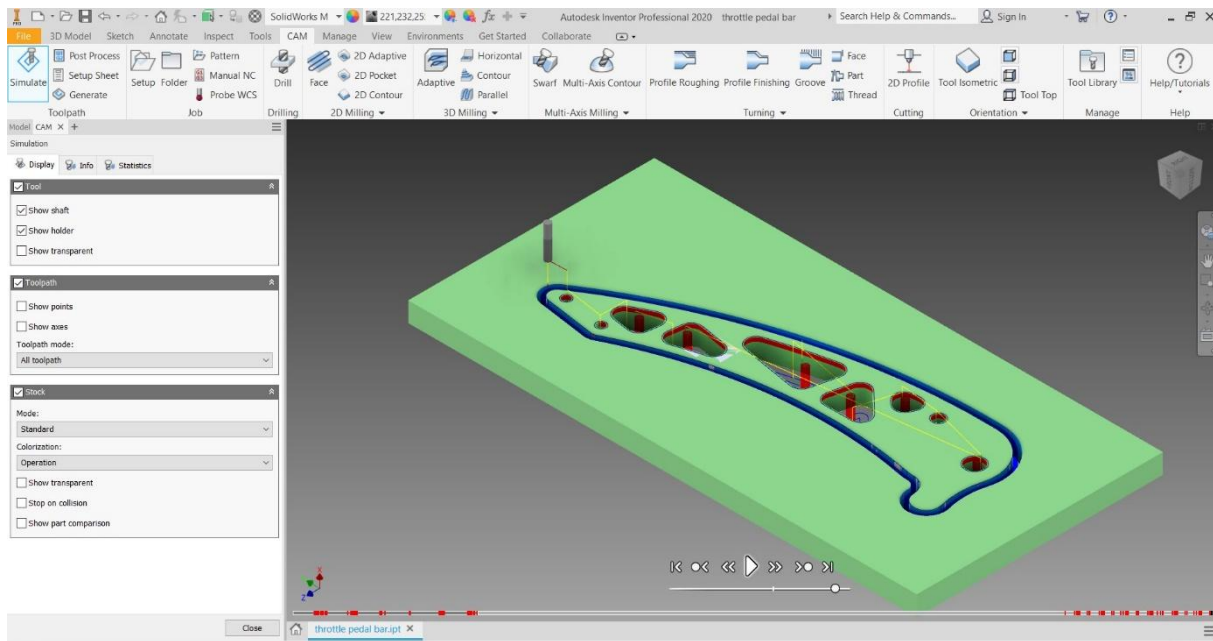 SolidWorks M
221,232,25
Autodesk Inventor Professional 2020 throttle pedal bar
Search Help & Commands...
Sign In
PRO
File 3D Model Sketch Annotate Inspect Tools CAM Manage View Environments Get Started Collaborate
Simulate
Post Process
Setup Sheet
Generate
Toolpath
Setup
Folder
Pattern
Manual NC
Probe WCS
Job
Drill
Drilling
Face
2D Adaptive
2D Pocket
2D Contour
2D Milling
Adaptive
Horizontal
Contour
Parallel
3D Milling
Swarf
Multi-Axis Contour
Multi-Axis Milling
Profile Roughing
Profile Finishing
Groove
Face
Part
Thread
Turning
2D Profile
Cutting
Tool Isometric
Tool Top
Orientation
Tool Library
Manage
Help/Tutorials
Help
Model CAM × +
Simulation
Display Info Statistics
Tool
Show shaft
Show holder
Show transparent
Toolpath
Show points
Show axes
Toolpath mode:
All toolpath
Stock
Mode:
Standard
Colorization:
Operation
Show transparent
Stop on collision
Show part comparison
Close
X
Z
throttle pedal bar.ipt ×